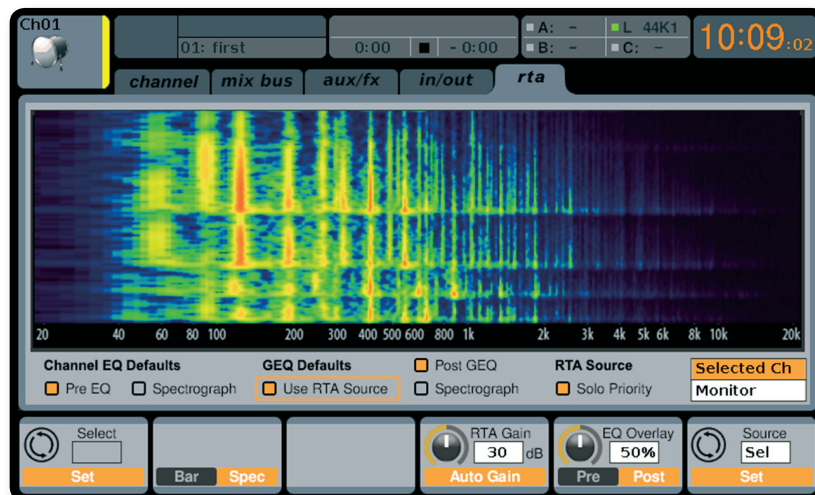 Ch01
01: first
0:00 - 0:00
A: - L 44K1
B: - C: -
10:09:02
channel mix bus aux/fx in/out rta
20 40 60 80 100 200 300 400 500 600 800 1k 2k 3k 4k 5k 6k 8k 10k 20k
Channel EQ Defaults GEQ Defaults Post GEQ RTA Source Selected Ch
Pre EQ Spectrograph Use RTA Source Spectrograph Solo Priority Monitor
Select RTA Gain EQ Overlay Source
30 dB 50% Sel
Set Bar Spec Auto Gain Pre Post Set